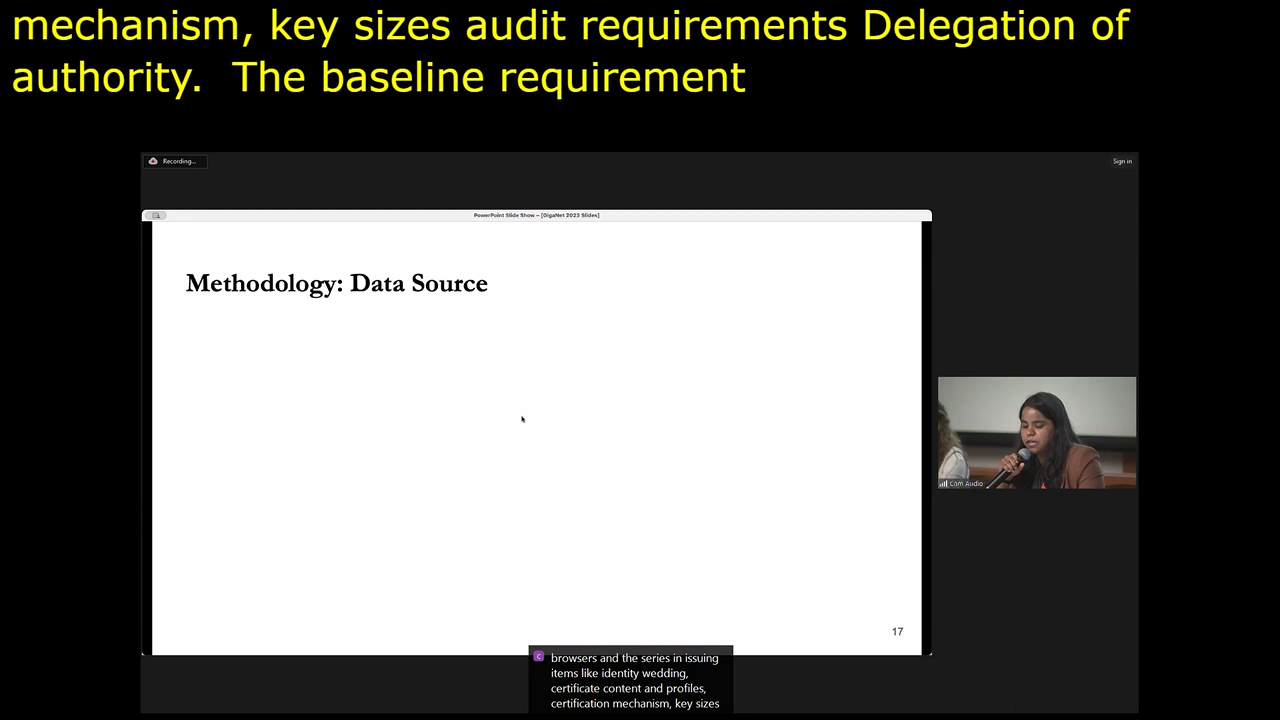 mechanism, key sizes audit requirements Delegation of
authority.  The baseline requirement
Recording...
Sign in
PowerPoint Slide Show – [GigaNet 2023 Slides]
Methodology: Data Source
Cam Audio
17
C
browsers and the series in issuing
items like identity wedding,
certificate content and profiles,
certification mechanism, key sizes